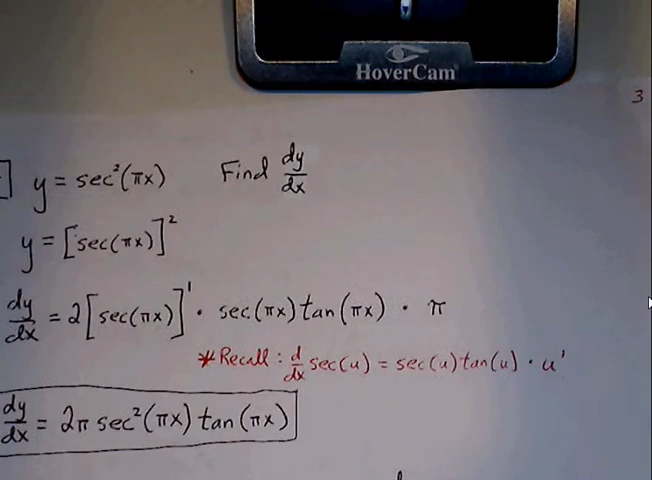 HoverCam
3
] y = sec²(πx) Find dy/dx
y = [sec(πx)]²
dy/dx = 2[sec(πx)]¹ · sec(πx)tan(πx) · π
*Recall: d/dx sec(u) = sec(u)tan(u) · u'
dy/dx = 2π sec²(πx) tan(πx)